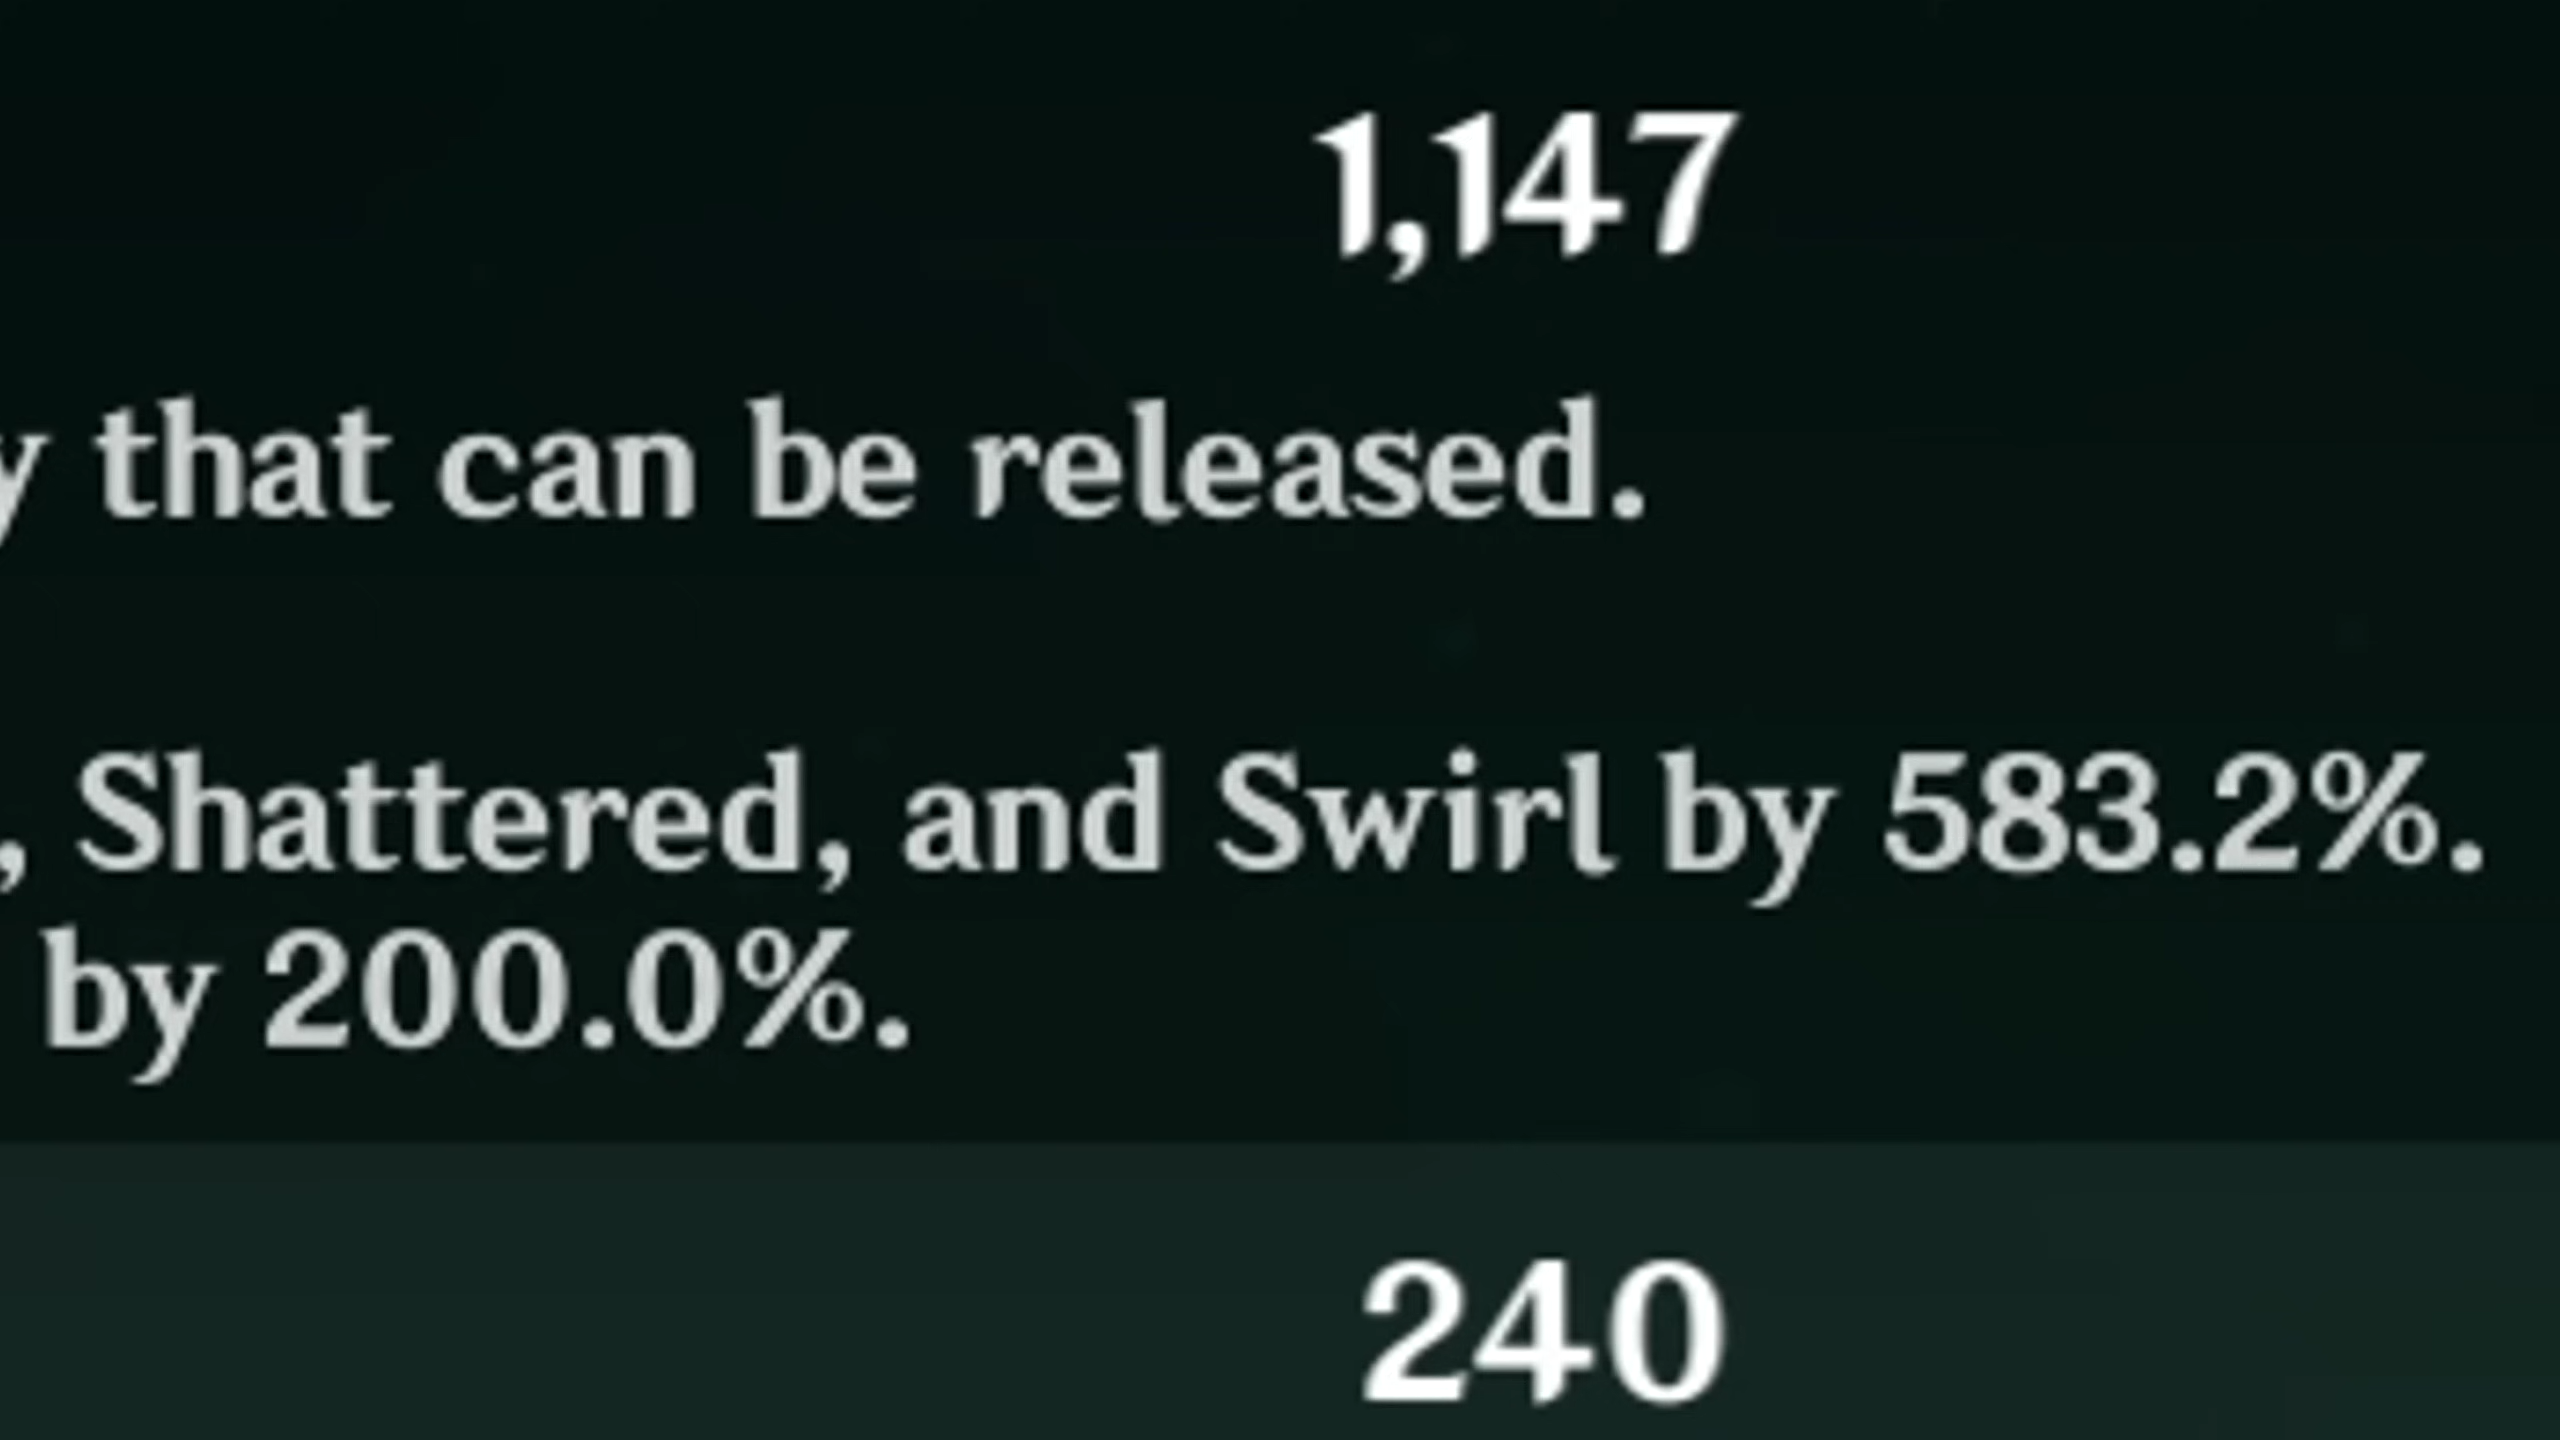 1,147
y that can be released.
, Shattered, and Swirl by 583.2%.
by 200.0%.
240